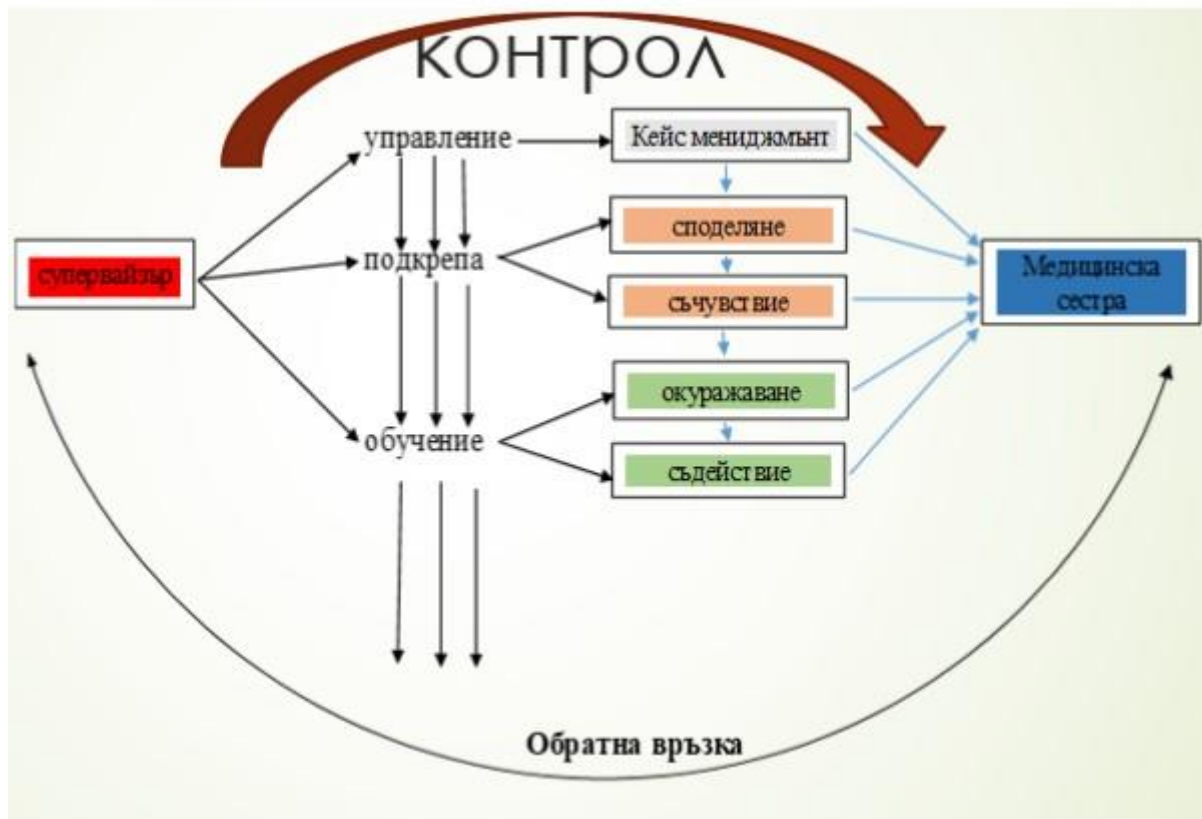 контрол
управление
Кейс мениджмънт
споделяне
супервайзър
подкрепа
Медицинска
сестра
съчувствие
окуражаване
обучение
съдействие
Обратна връзка